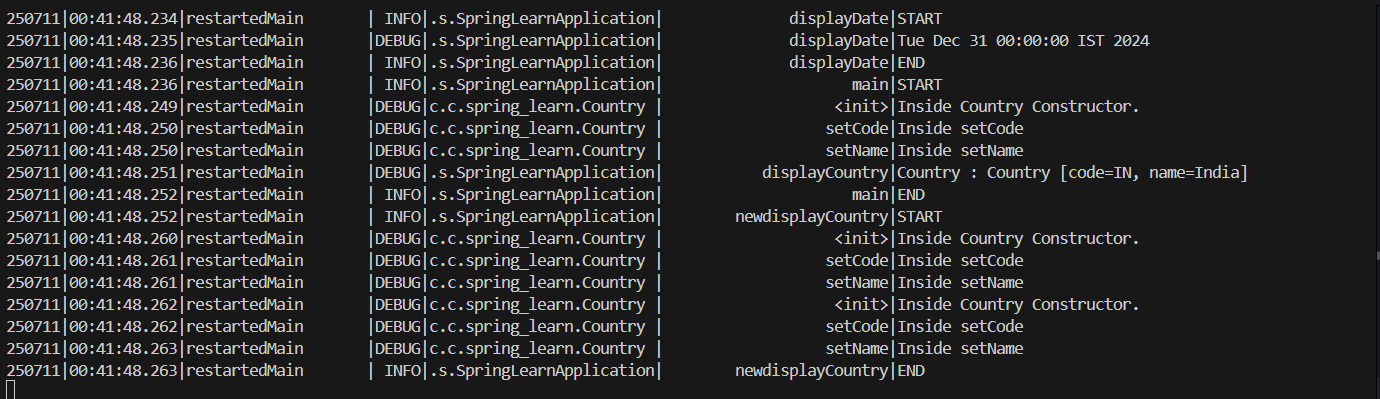 250711|00:41:48.234|restartedMain       | INFO|.s.SpringLearnApplication|              displayDate|START
250711|00:41:48.235|restartedMain       |DEBUG|.s.SpringLearnApplication|              displayDate|Tue Dec 31 00:00:00 IST 2024
250711|00:41:48.236|restartedMain       | INFO|.s.SpringLearnApplication|              displayDate|END
250711|00:41:48.236|restartedMain       | INFO|.s.SpringLearnApplication|                     main|START
250711|00:41:48.249|restartedMain       |DEBUG|c.c.spring_learn.Country |                   <init>|Inside Country Constructor.
250711|00:41:48.250|restartedMain       |DEBUG|c.c.spring_learn.Country |                  setCode|Inside setCode
250711|00:41:48.250|restartedMain       |DEBUG|c.c.spring_learn.Country |                  setName|Inside setName
250711|00:41:48.251|restartedMain       |DEBUG|.s.SpringLearnApplication|           displayCountry|Country : Country [code=IN, name=India]
250711|00:41:48.252|restartedMain       | INFO|.s.SpringLearnApplication|                     main|END
250711|00:41:48.252|restartedMain       | INFO|.s.SpringLearnApplication|        newdisplayCountry|START
250711|00:41:48.260|restartedMain       |DEBUG|c.c.spring_learn.Country |                   <init>|Inside Country Constructor.
250711|00:41:48.261|restartedMain       |DEBUG|c.c.spring_learn.Country |                  setCode|Inside setCode
250711|00:41:48.261|restartedMain       |DEBUG|c.c.spring_learn.Country |                  setName|Inside setName
250711|00:41:48.262|restartedMain       |DEBUG|c.c.spring_learn.Country |                   <init>|Inside Country Constructor.
250711|00:41:48.262|restartedMain       |DEBUG|c.c.spring_learn.Country |                  setCode|Inside setCode
250711|00:41:48.263|restartedMain       |DEBUG|c.c.spring_learn.Country |                  setName|Inside setName
250711|00:41:48.263|restartedMain       | INFO|.s.SpringLearnApplication|        newdisplayCountry|END